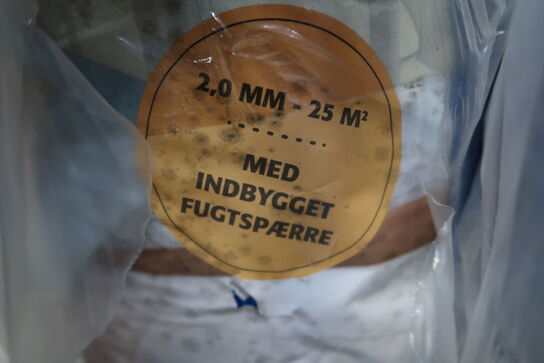 2,0 MM - 25 M²
MED
INDBYGGET
FUGTSPÆRRE